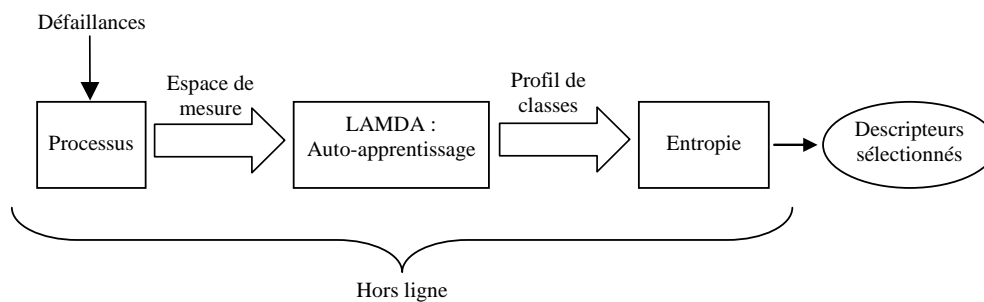 Défaillances
Espace de
mesure
Profil de
classes
Processus
LAMDA :
Auto-apprentissage
Entropie
Descripteurs
sélectionnés
Hors ligne